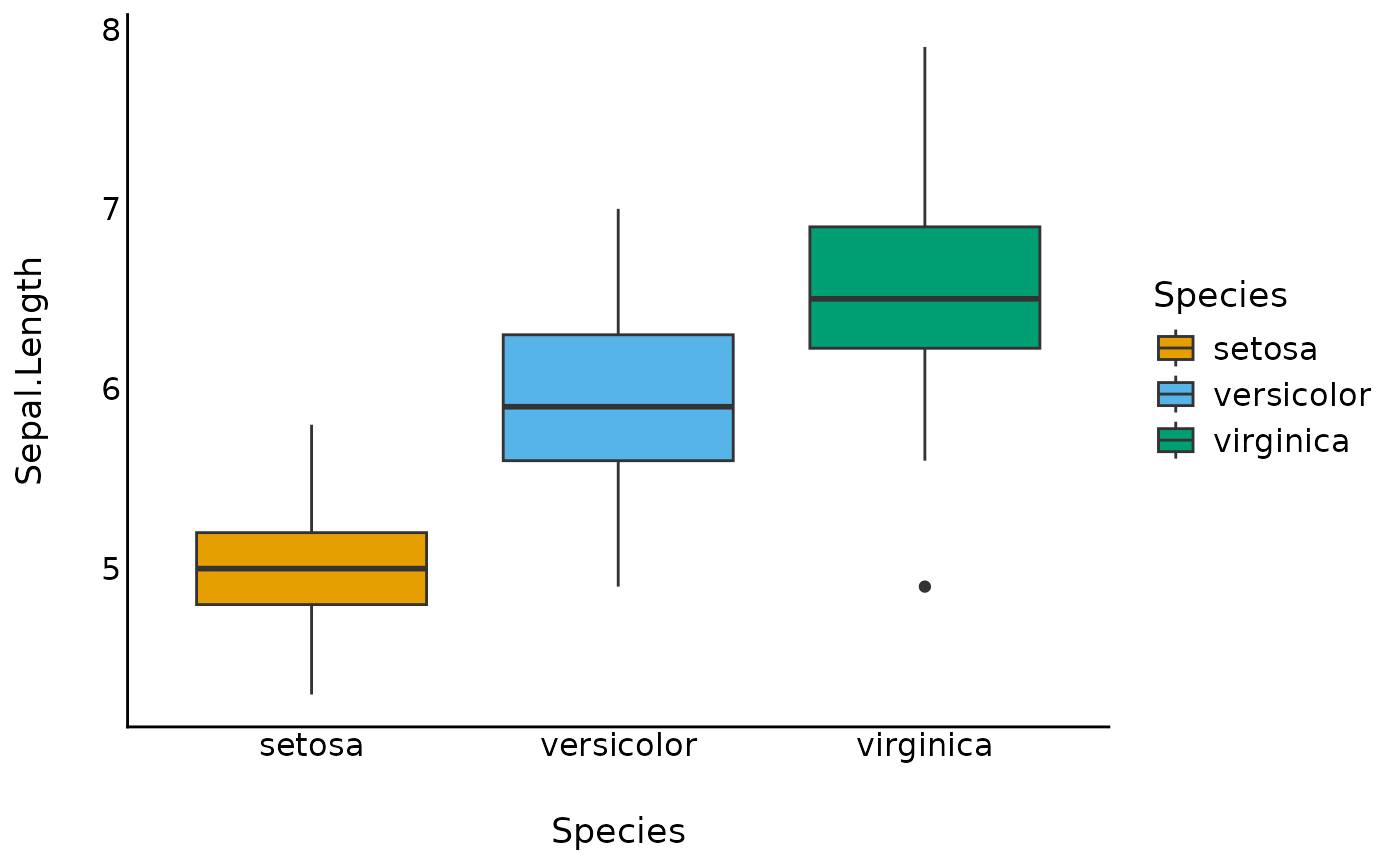 8
7
6
5
Sepal.Length
setosa
versicolor
virginica
Species
Species
setosa
versicolor
virginica